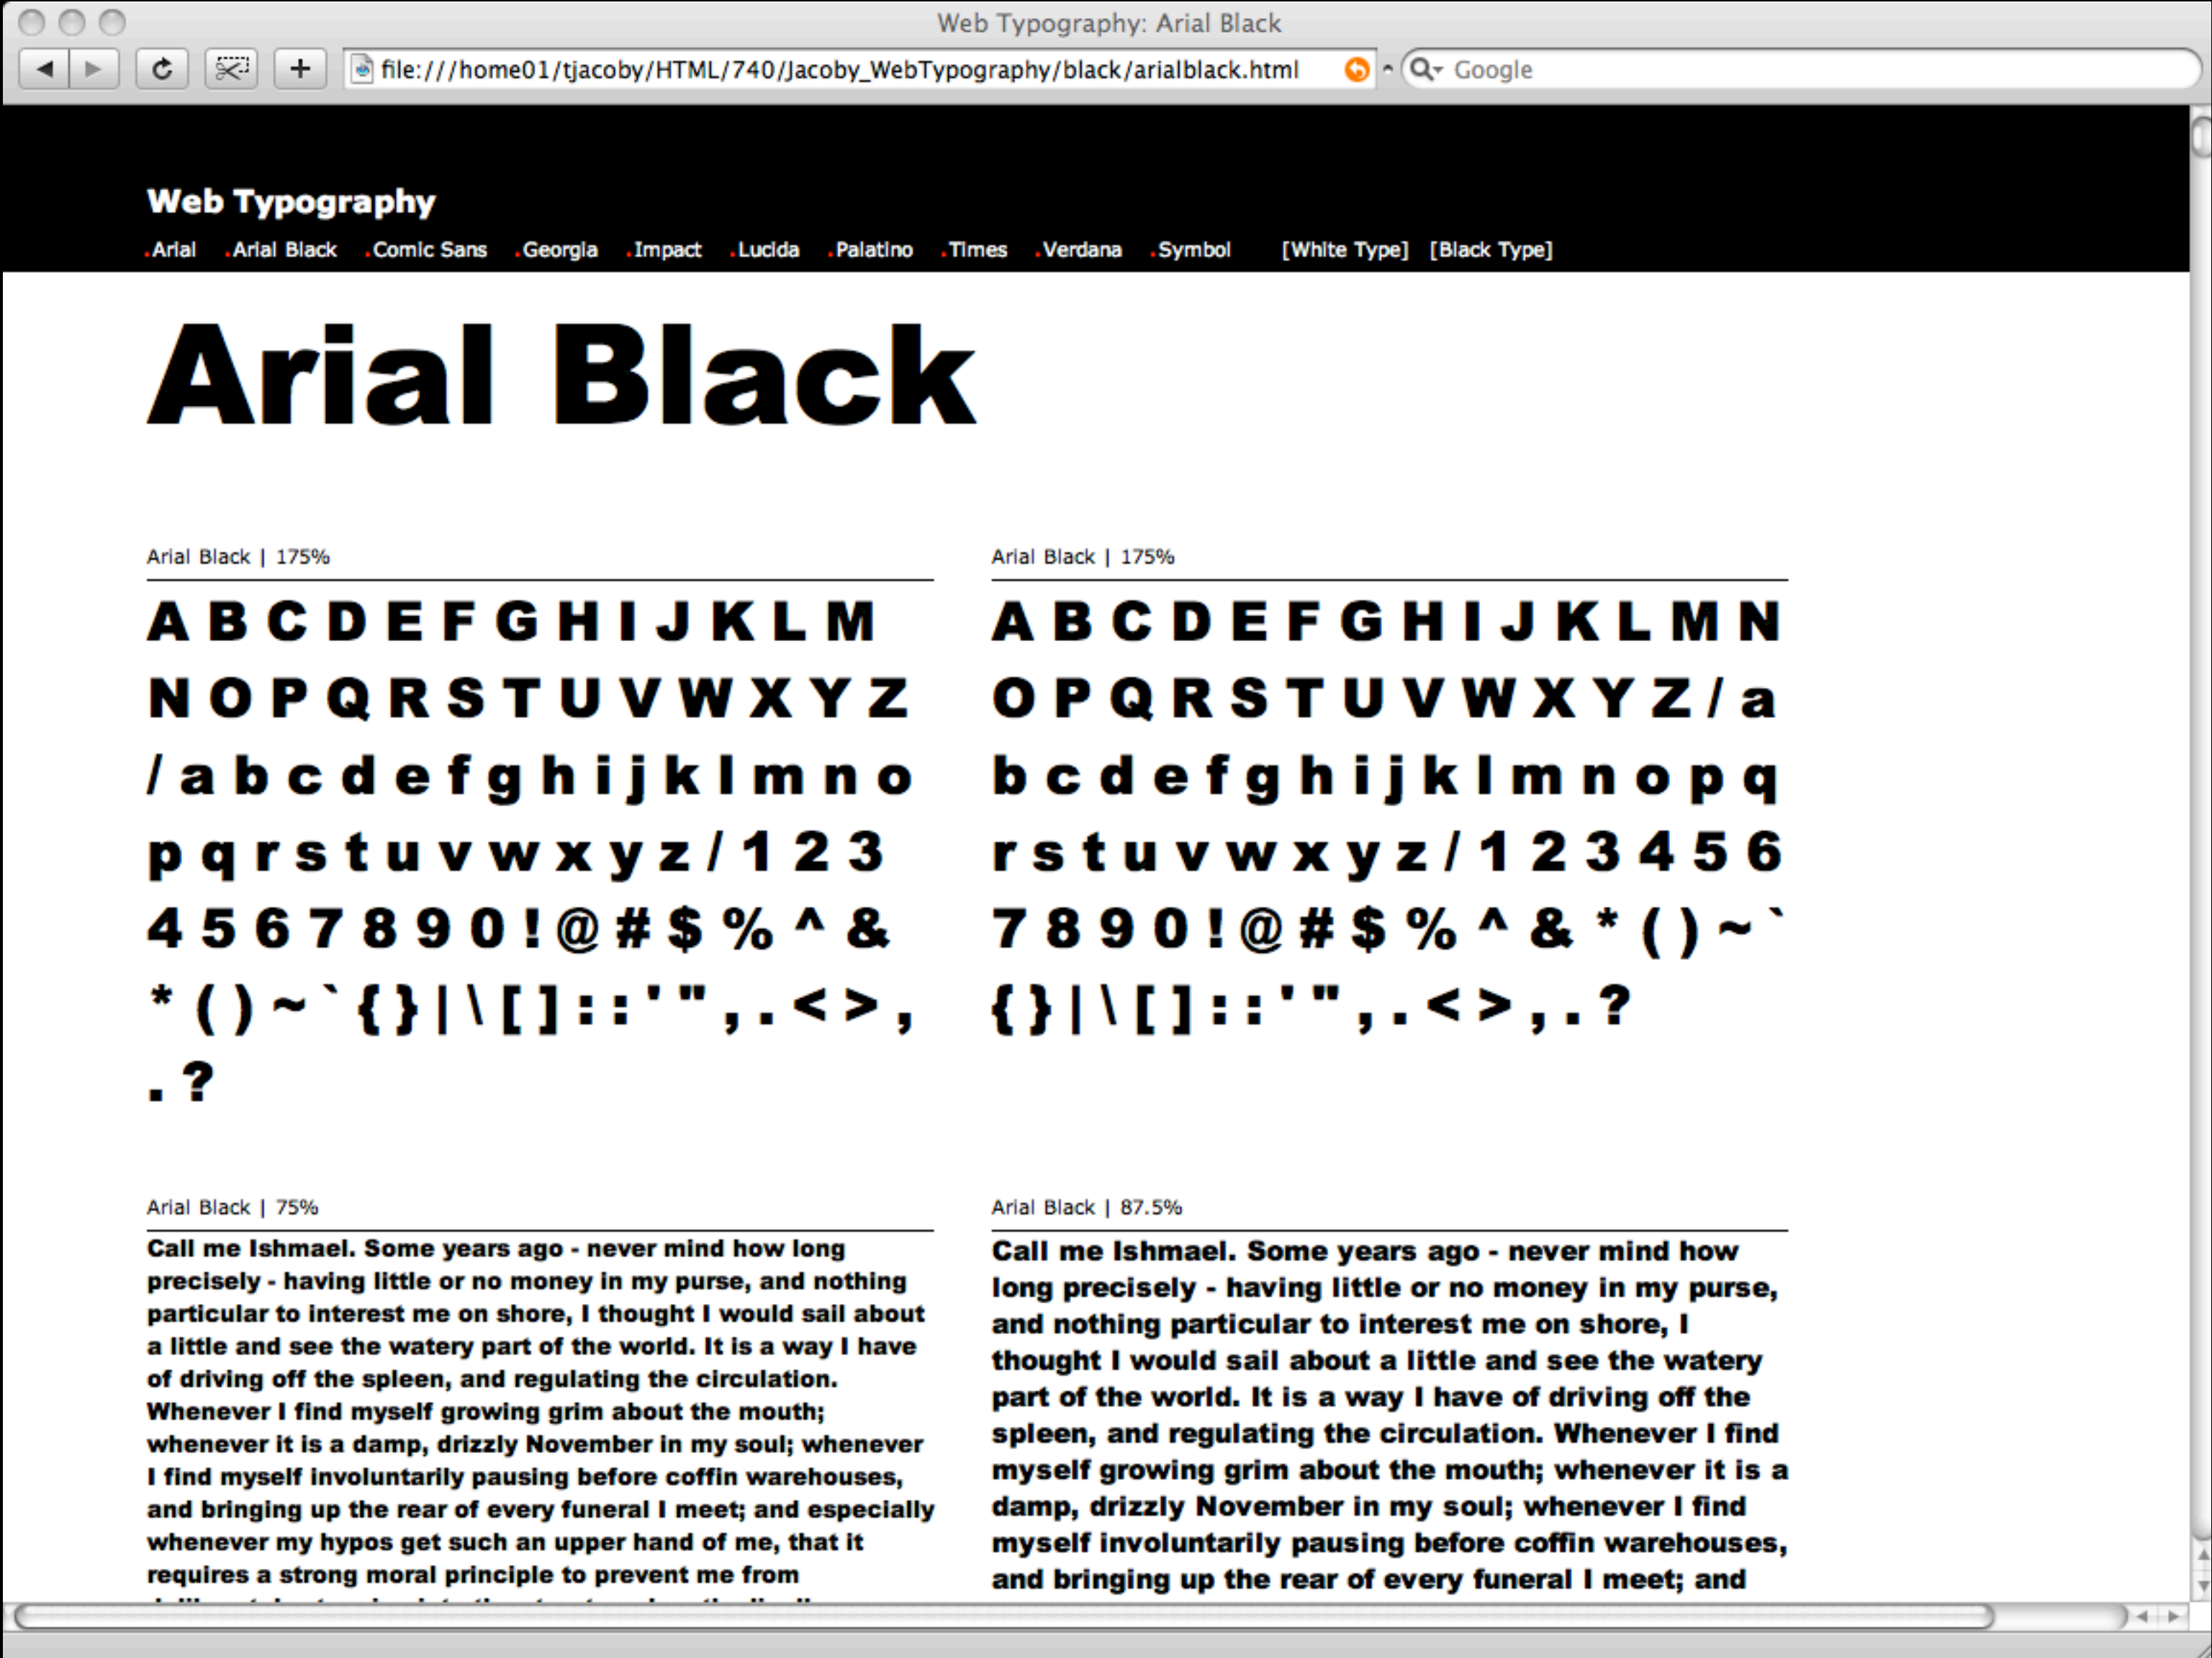 Web Typography: Arial Black
file:///home01/tjacoby/HTML/740/Jacoby_WebTypography/black/arialblack.html
Google
Web Typography
.Arial .Arial Black .Comic Sans .Georgia .Impact .Lucida .Palatino .Times .Verdana .Symbol [White Type] [Black Type]
Arial Black
Arial Black | 175%
A B C D E F G H I J K L M
N O P Q R S T U V W X Y Z
/ a b c d e f g h i j k l m n o
p q r s t u v w x y z / 1 2 3
4 5 6 7 8 9 0 ! @ # $ % ^ &
* ( ) ~ ` { } | \ [ ] : : ' " , . < > ,
. ?
Arial Black | 175%
A B C D E F G H I J K L M N
O P Q R S T U V W X Y Z / a
b c d e f g h i j k l m n o p q
r s t u v w x y z / 1 2 3 4 5 6
7 8 9 0 ! @ # $ % ^ & * ( ) ~ `
{ } | \ [ ] : : ' " , . < > , . ?
Arial Black | 75%
Call me Ishmael. Some years ago - never mind how long
precisely - having little or no money in my purse, and nothing
particular to interest me on shore, I thought I would sail about
a little and see the watery part of the world. It is a way I have
of driving off the spleen, and regulating the circulation.
Whenever I find myself growing grim about the mouth;
whenever it is a damp, drizzly November in my soul; whenever
I find myself involuntarily pausing before coffin warehouses,
and bringing up the rear of every funeral I meet; and especially
whenever my hypos get such an upper hand of me, that it
requires a strong moral principle to prevent me from
Arial Black | 87.5%
Call me Ishmael. Some years ago - never mind how
long precisely - having little or no money in my purse,
and nothing particular to interest me on shore, I
thought I would sail about a little and see the watery
part of the world. It is a way I have of driving off the
spleen, and regulating the circulation. Whenever I find
myself growing grim about the mouth; whenever it is a
damp, drizzly November in my soul; whenever I find
myself involuntarily pausing before coffin warehouses,
and bringing up the rear of every funeral I meet; and